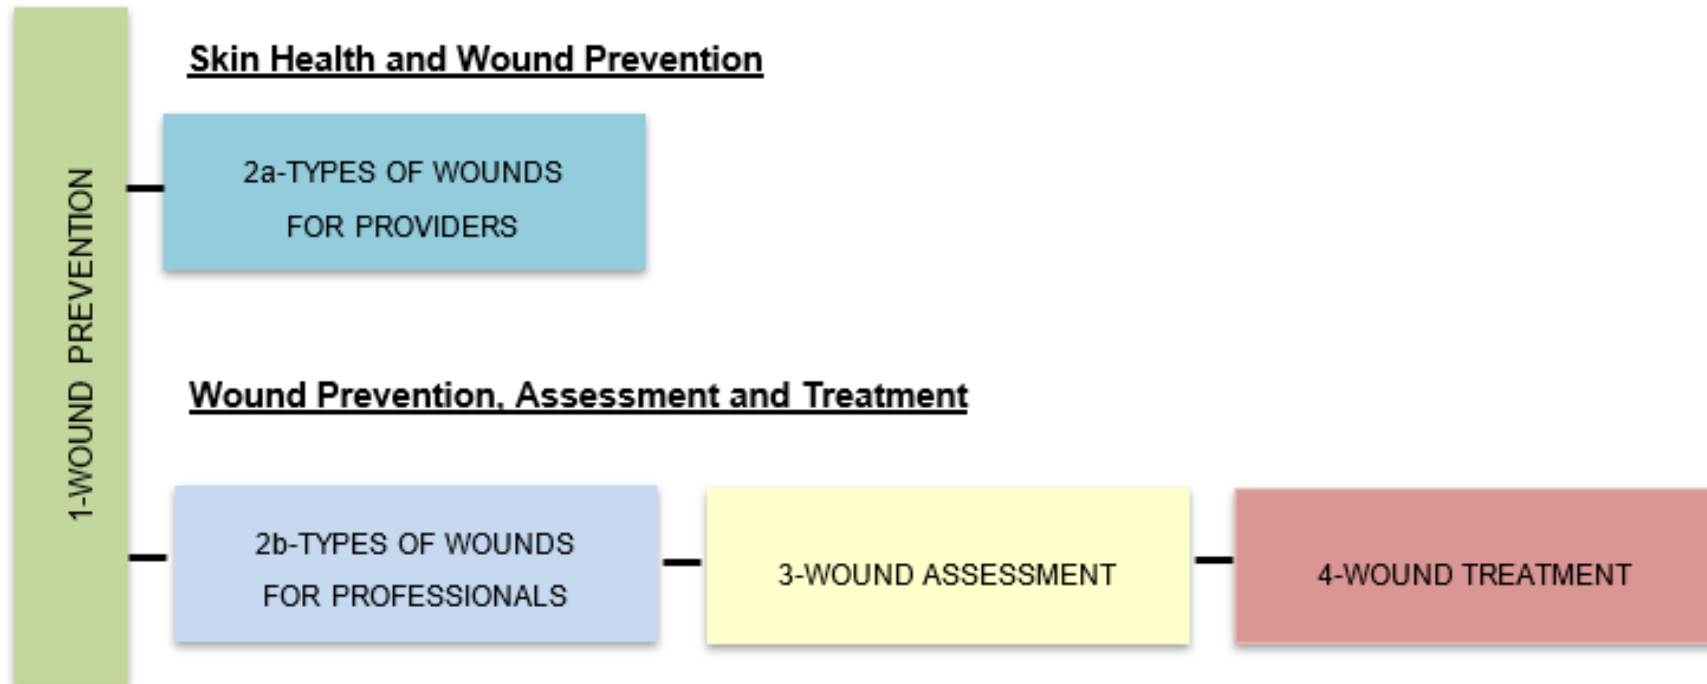 1-WOUND PREVENTION
Skin Health and Wound Prevention
2a-TYPES OF WOUNDS
FOR PROVIDERS
Wound Prevention, Assessment and Treatment
2b-TYPES OF WOUNDS
FOR PROFESSIONALS
3-WOUND ASSESSMENT
4-WOUND TREATMENT